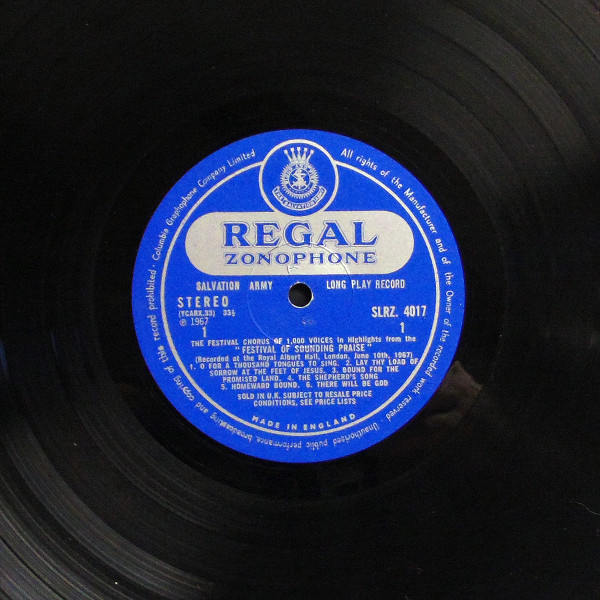 Columbia Graphophone Company Limited
All rights of the Manufacturer and of the Owner of the recorded work reserved
THE SALVATION ARMY
REGAL
ZONOPHONE
SALVATION ARMY LONG PLAY RECORD
STEREO
(YCARX.33) 33⅓ SLRZ. 4017
℗ 1967
1 1
THE FESTIVAL CHORUS OF 1,000 VOICES in Highlights from the
"FESTIVAL OF SOUNDING PRAISE"
(Recorded at the Royal Albert Hall, London, June 10th, 1967)
1. O FOR A THOUSAND TONGUES TO SING. 2. LAY THY LOAD OF
SORROW AT THE FEET OF JESUS. 3. BOUND FOR THE
PROMISED LAND. 4. THE SHEPHERD'S SONG
5. HOMEWARD BOUND. 6. THERE WILL BE GOD
SOLD IN U.K. SUBJECT TO RESALE PRICE
CONDITIONS, SEE PRICE LISTS
MADE IN ENGLAND
Unauthorised public performance, broadcasting and copying of this record prohibited